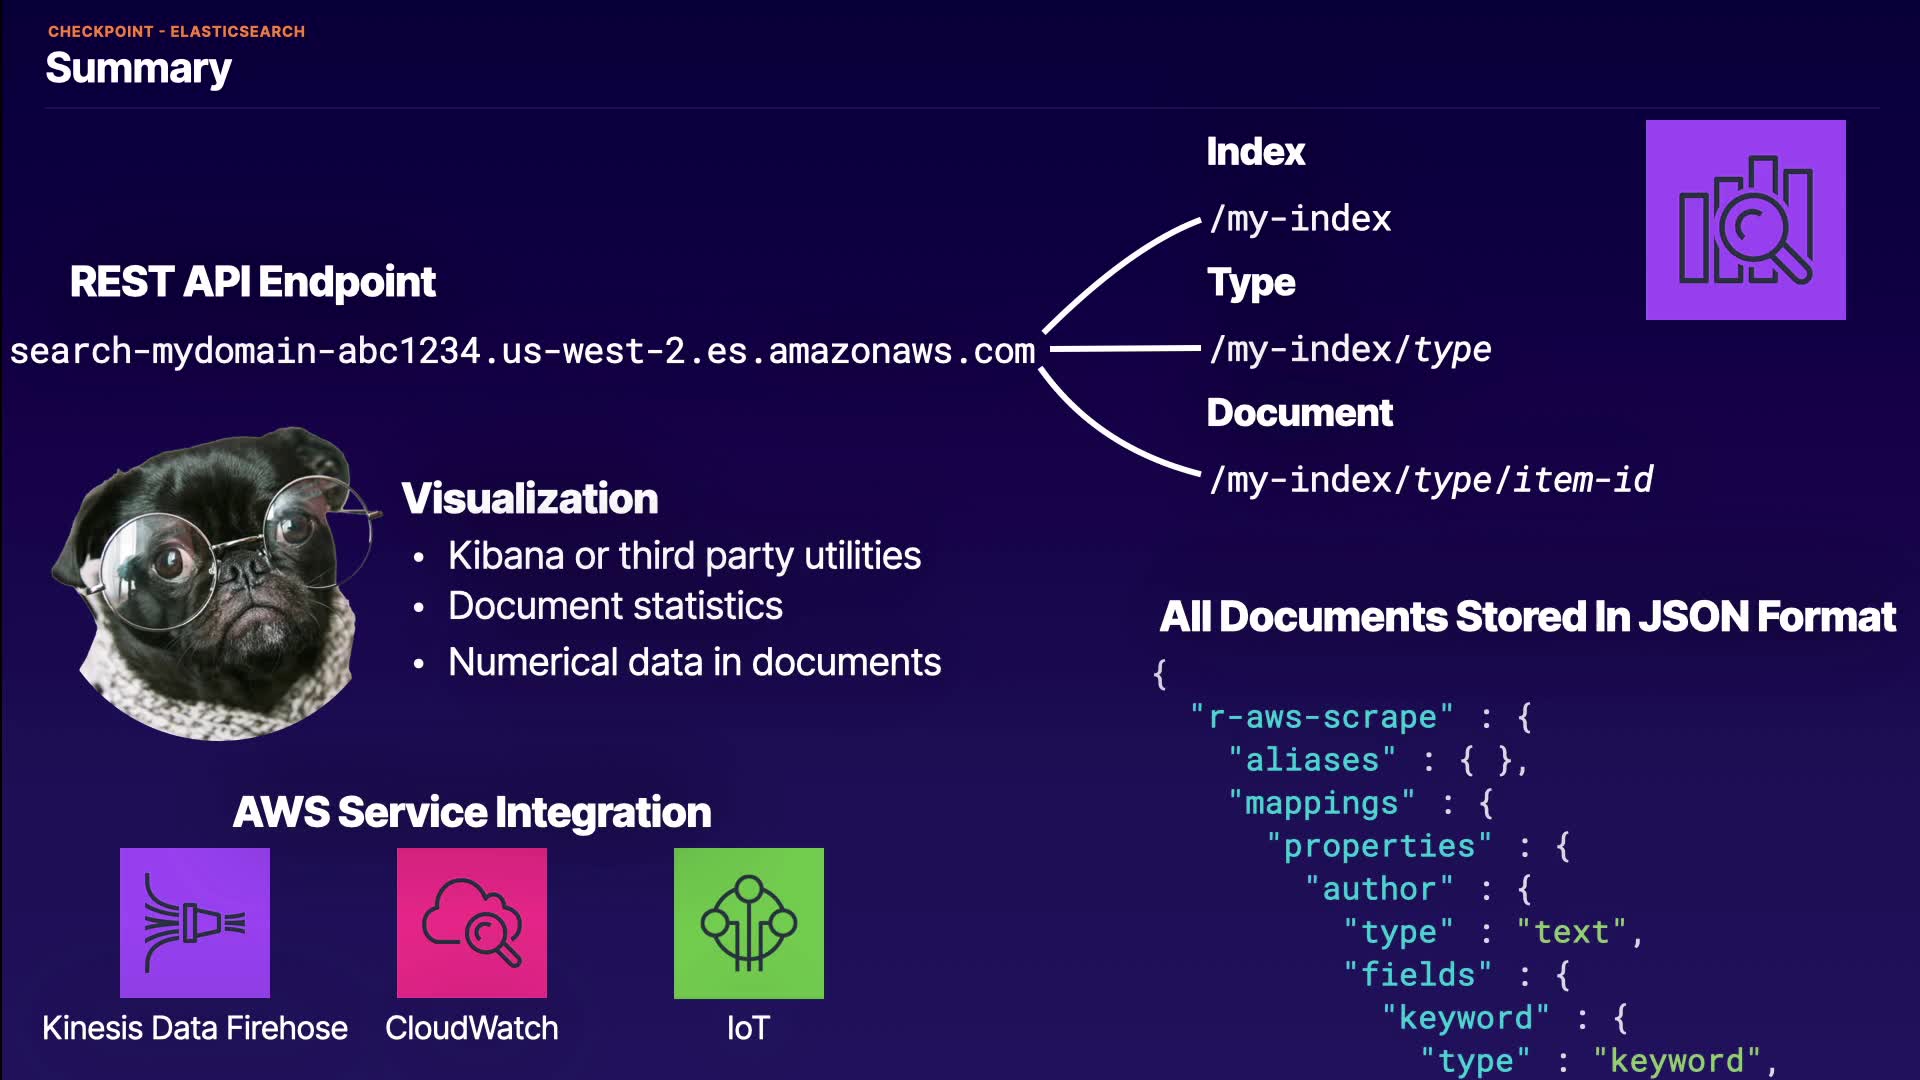 CHECKPOINT - ELASTICSEARCH
Summary
REST API Endpoint
search-mydomain-abc1234.us-west-2.es.amazonaws.com
Index
/my-index
Type
/my-index/type
Document
/my-index/type/item-id
Visualization
• Kibana or third party utilities
• Document statistics
• Numerical data in documents
AWS Service Integration
Kinesis Data Firehose
CloudWatch
IoT
All Documents Stored In JSON Format
{
"r-aws-scrape" : {
"aliases" : { },
"mappings" : {
"properties" : {
"author" : {
"type" : "text",
"fields" : {
"keyword" : {
"type" : "keyword",